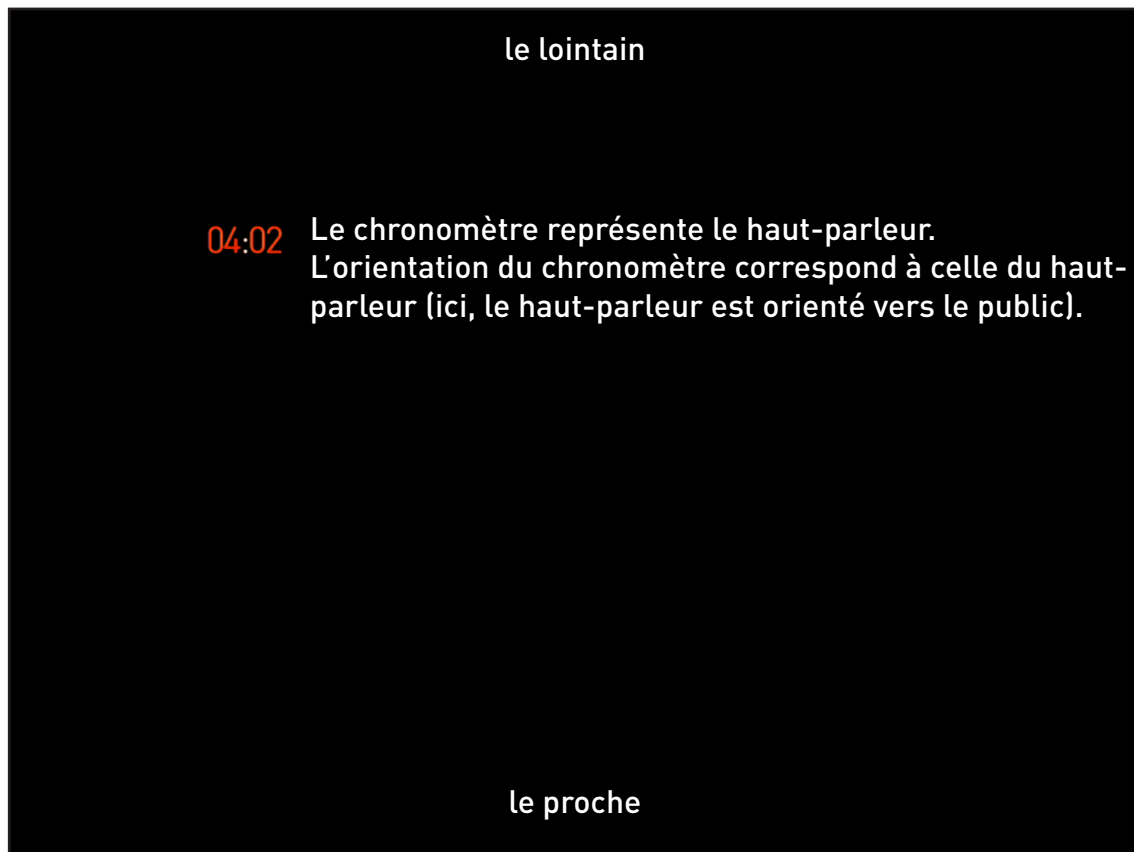 le lointain
04:02
Le chronomètre représente le haut-parleur.
L'orientation du chronomètre correspond à celle du haut-
parleur (ici, le haut-parleur est orienté vers le public).
le proche